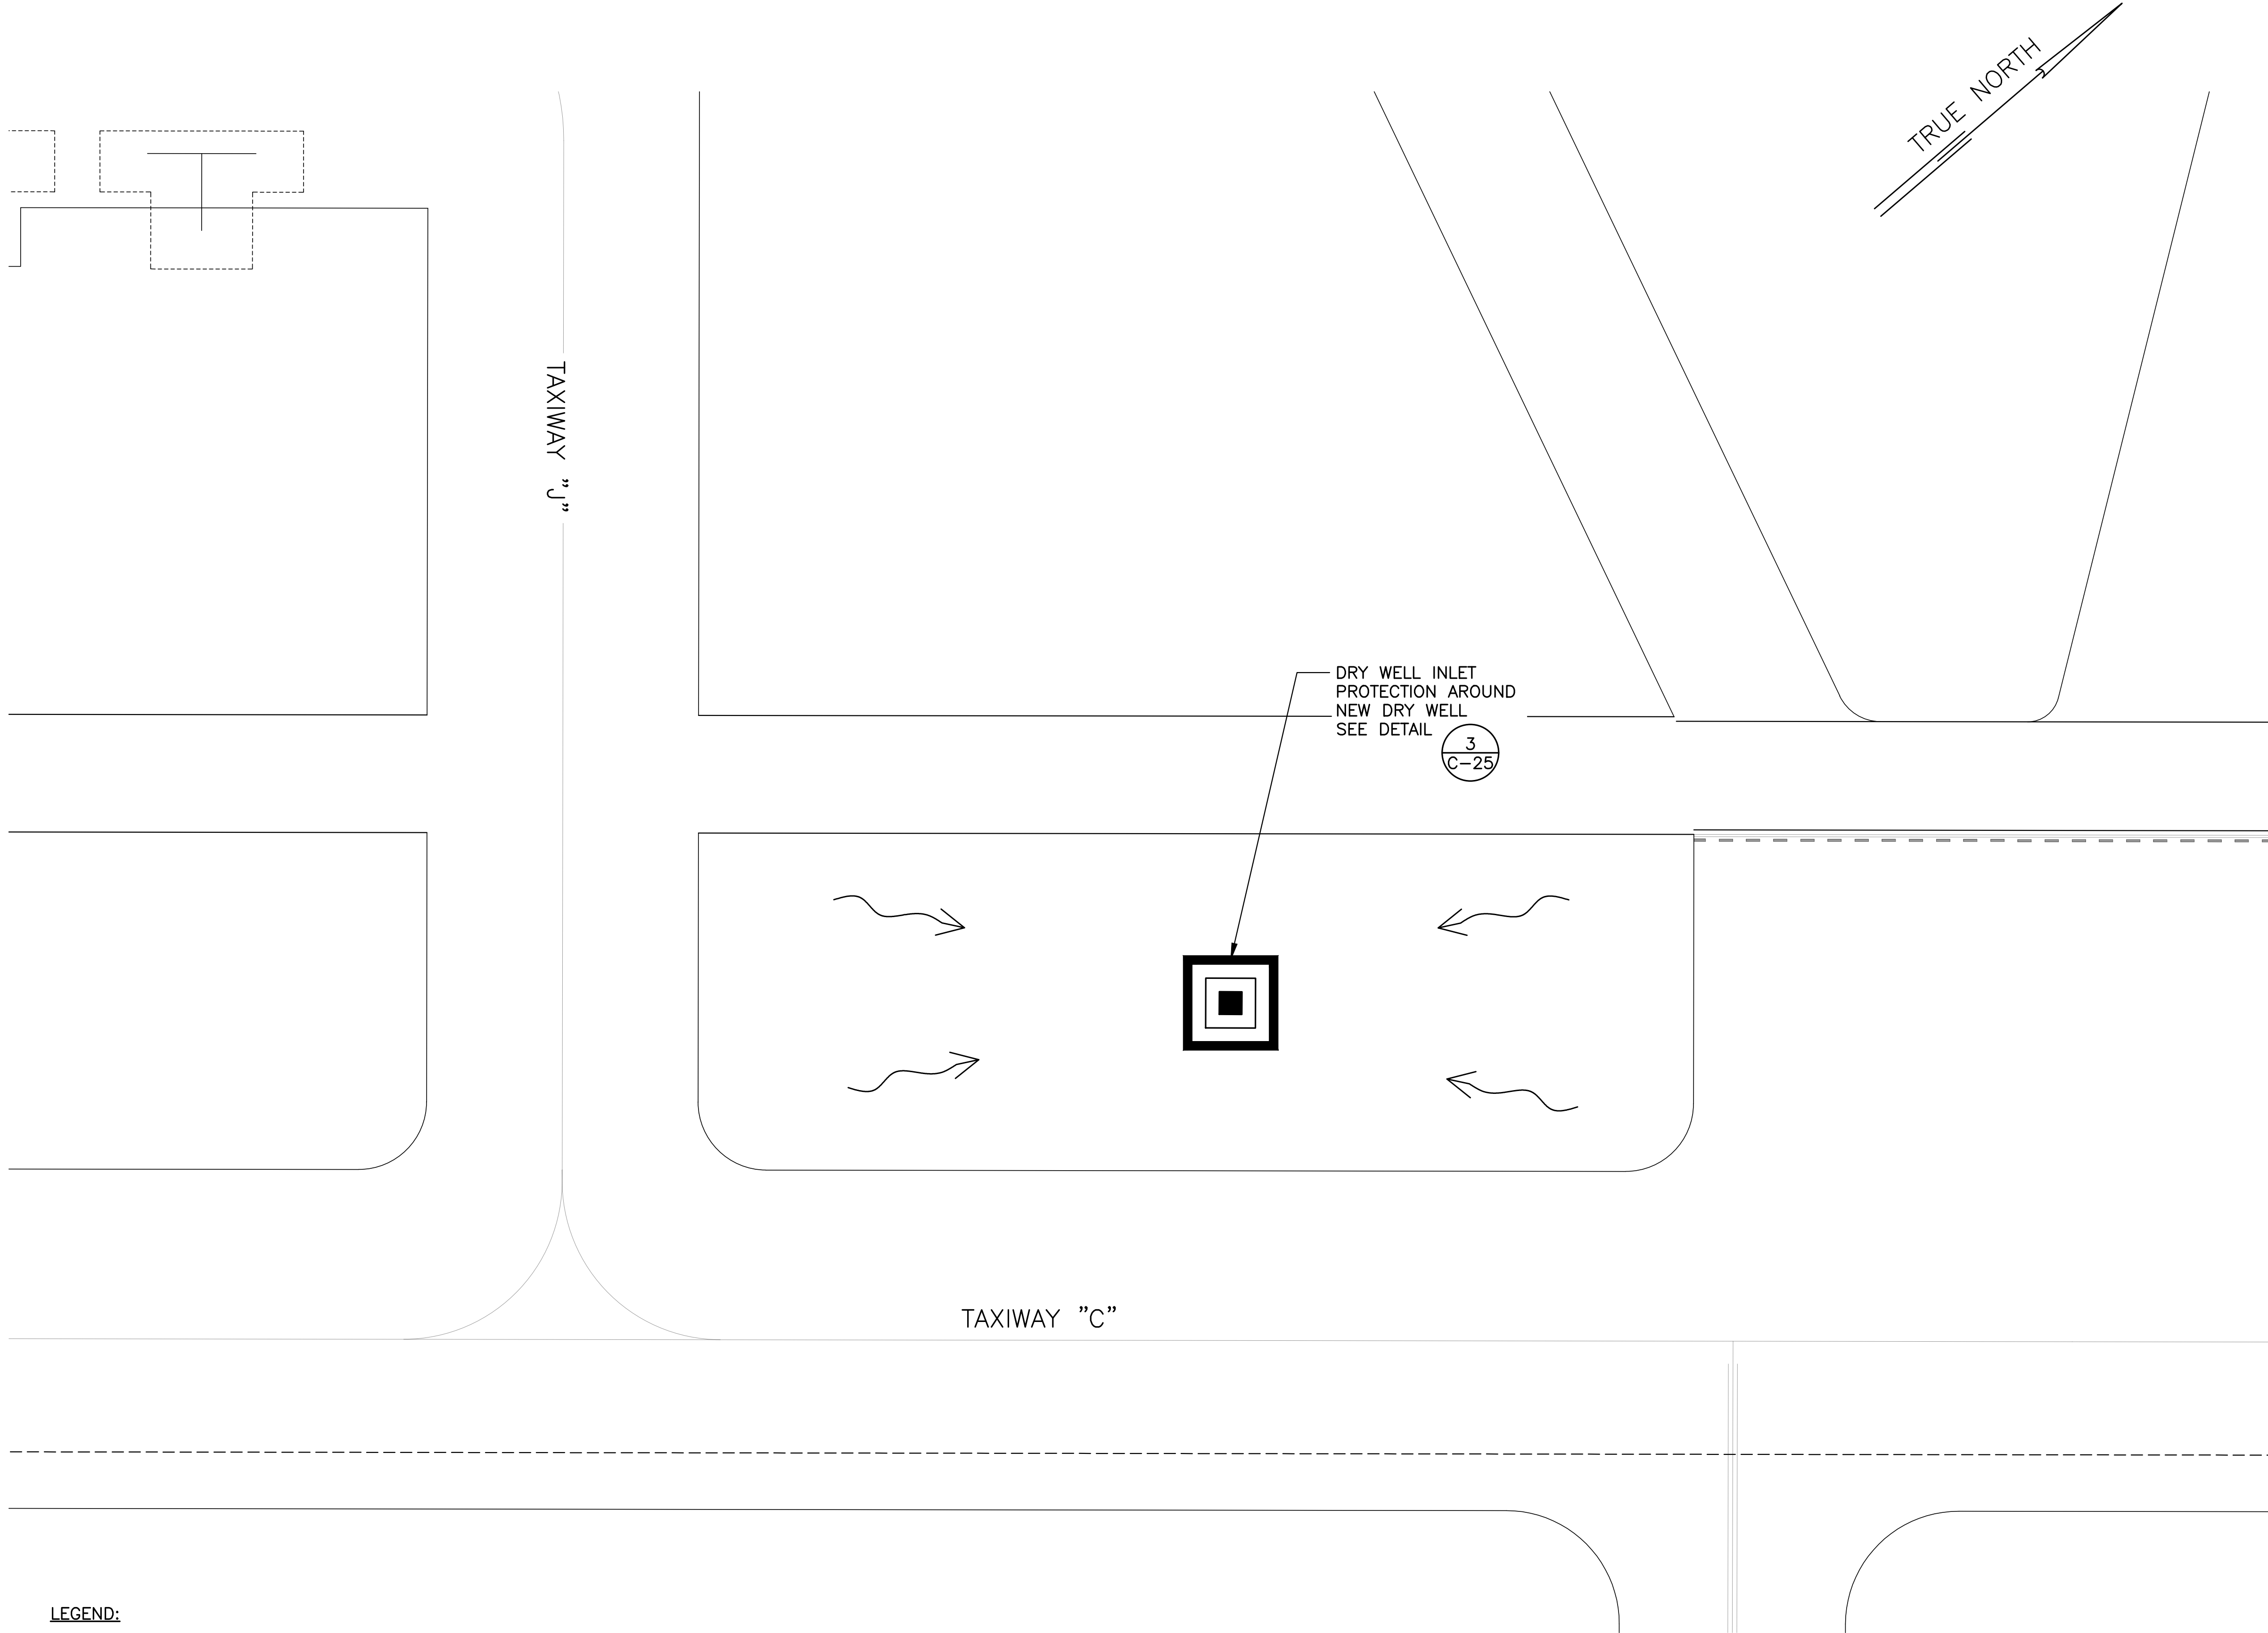 TRUE NORTH
TAXIWAY "J"
DRY WELL INLET
PROTECTION AROUND
NEW DRY WELL
SEE DETAIL
3
C-25
TAXIWAY "C"
LEGEND: